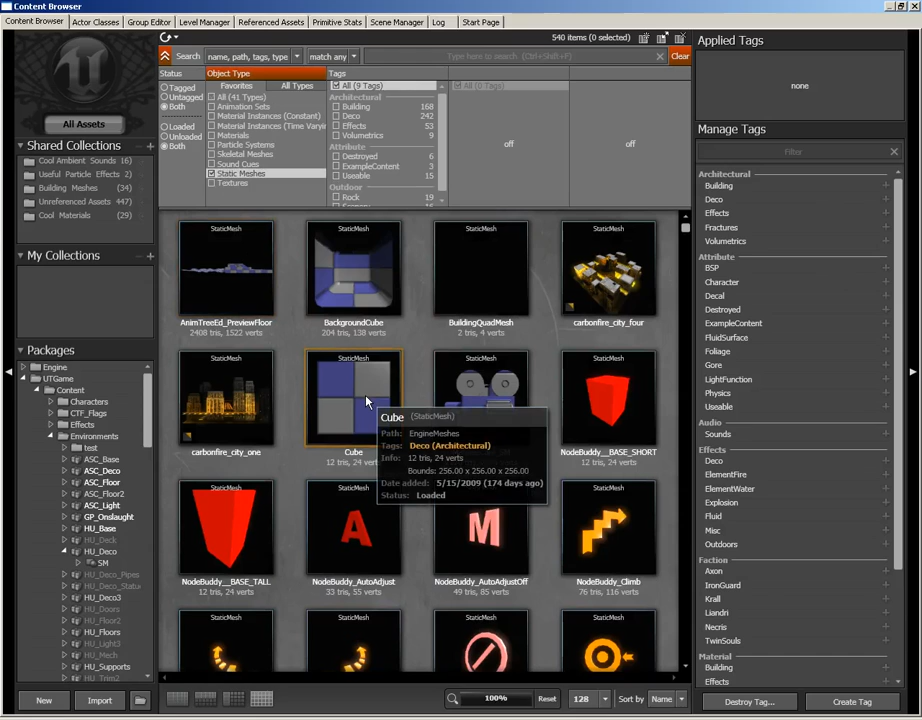 Content Browser
Content Browser Actor Classes Group Editor Level Manager Referenced Assets Primitive Stats Scene Manager Log Start Page
All Assets
Shared Collections
Cool Ambient Sounds 16)
Useful Particle Effects 2)
Building Meshes (34)
Unreferenced Assets 447)
Cool Materials (29)
My Collections
Packages
Engine
UTGame
Content
Characters
CTF_Flags
Effects
Environments
test
ASC_Base
ASC_Deco
ASC_Floor
ASC_Floor2
ASC_Light
GP_Onslaught
HU_Base
HU_Deck
HU_Deco
SM
HU_Deco_Pipes
HU_Deco_Statue
HU_Deco3
HU_Doors
HU_Floor2
HU_Floors
HU_Light3
HU_Mech
HU_Supports
HU_Trim2
New Import
540 items (0 selected)
Search name, path, tags, type match any Type here to search (Ctrl+Shift+F) Clear
Status
Tagged
Untagged
Both
Loaded
Unloaded
Both
Object Type
Favorites All Types
All (41 Types)
Animation Sets
Material Instances (Constant)
Material Instances (Time Varyin
Materials
Particle Systems
Skeletal Meshes
Sound Cues
Static Meshes
Textures
Tags
All (9 Tags)
Architectural
Building 168
Deco 242
Effects 53
Volumetrics 9
Attribute
Destroyed 6
ExampleContent 3
Useable 15
Outdoor
Rock 19
All (0 Tags)
off
off
StaticMesh StaticMesh StaticMesh StaticMesh
AnimTreeEd_PreviewFloor BackgroundCube BuildingQuadMesh carbonfire_city_four
2408 tris, 1522 verts 204 tris, 138 verts 2 tris, 4 verts
StaticMesh StaticMesh StaticMesh StaticMesh
carbonfire_city_one Cube NodeBuddy__BASE_SHORT
12 tris, 24 12 tris, 24 verts
Cube (StaticMesh)
Path: EngineMeshes
Tags: Deco (Architectural)
Info: 12 tris, 24 verts
Bounds: 256.00 x 256.00 x 256.00
Date added: 5/15/2009 (174 days ago)
Status: Loaded
StaticMesh StaticMesh
A M
NodeBuddy__BASE_TALL NodeBuddy_AutoAdjust NodeBuddy_AutoAdjustOff NodeBuddy_Climb
12 tris, 24 verts 33 tris, 55 verts 49 tris, 85 verts 76 tris, 116 verts
StaticMesh StaticMesh StaticMesh StaticMesh
100% Reset 128 Sort by Name
Applied Tags
none
Manage Tags
Filter
Architectural
Building
Deco
Effects
Fractures
Volumetrics
Attribute
BSP
Character
Decal
Destroyed
ExampleContent
FluidSurface
Foliage
Gore
LightFunction
Physics
Useable
Audio
Sounds
Effects
Deco
ElementFire
ElementWater
Explosion
Fluid
Misc
Outdoors
Faction
Axon
IronGuard
Krall
Liandri
Necris
TwinSouls
Material
Building
Effects
Destroy Tag... Create Tag